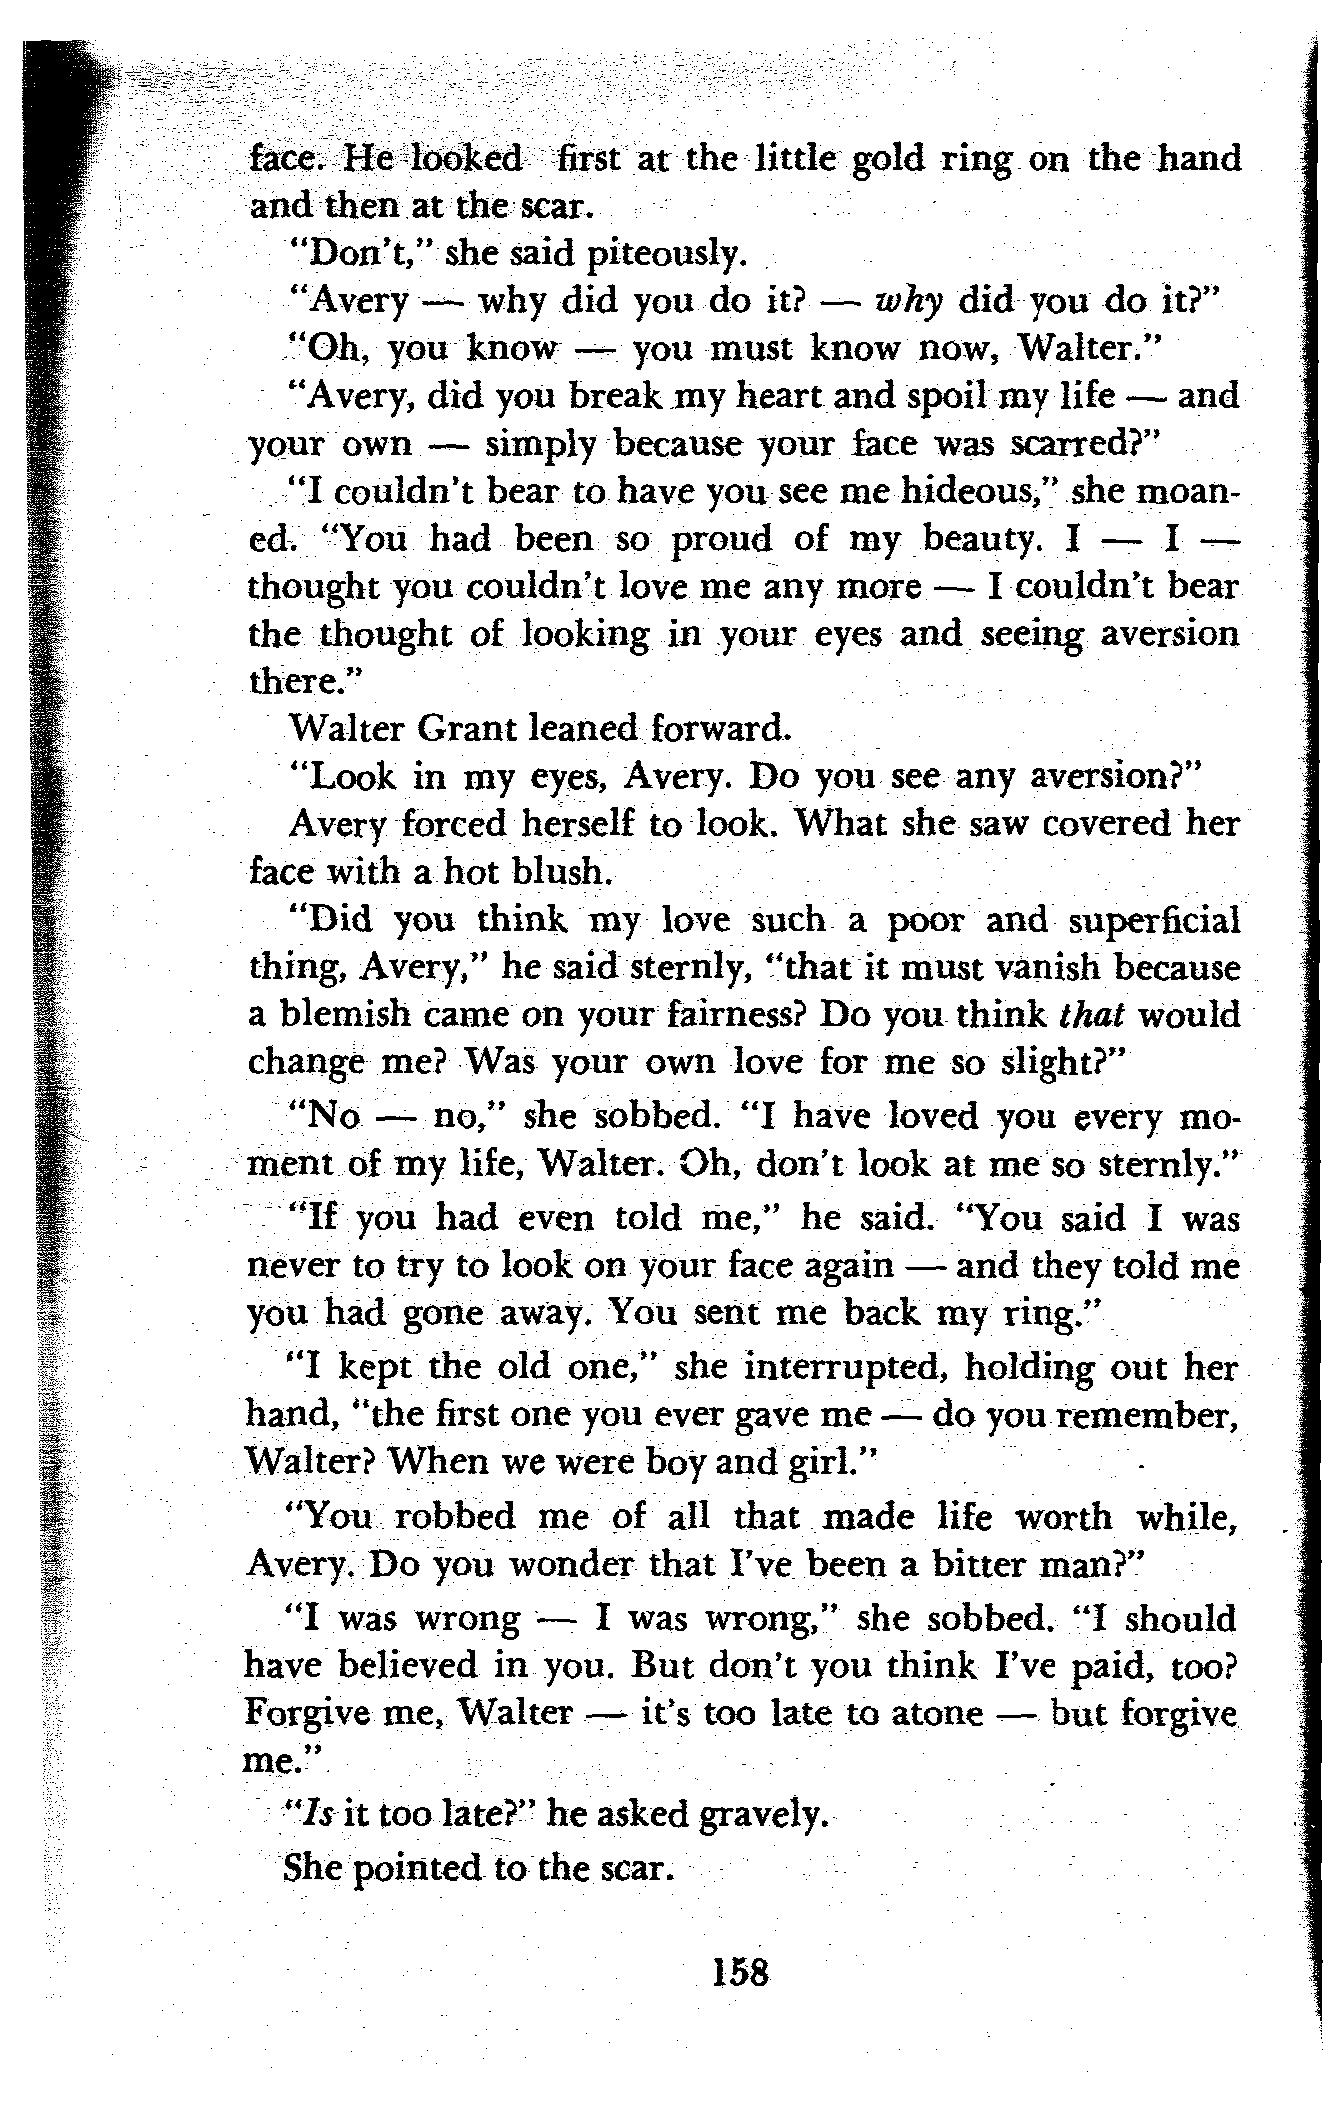 face. He looked first at the little gold ring on the hand
and then at the scar.
“Don't,” she said piteously.
“Avery — why did you do it? — why did you do it?”
“Oh, you know — you must know now, Walter.”
“Avery, did you break my heart and spoil my life — and
your own — simply because your face was scarred?”
“I couldn't bear to have you see me hideous,” she moan-
ed. “You had been so proud of my beauty. I — I —
thought you couldn't love me any more — I couldn't bear
the thought of looking in your eyes and seeing aversion
there.”
Walter Grant leaned forward.
“Look in my eyes, Avery. Do you see any aversion?”
Avery forced herself to look. What she saw covered her
face with a hot blush.
“Did you think my love such a poor and superficial
thing, Avery,” he said sternly, “that it must vanish because
a blemish came on your fairness? Do you think that would
change me? Was your own love for me so slight?”
“No — no,” she sobbed. “I have loved you every mo-
ment of my life, Walter. Oh, don't look at me so sternly.”
“If you had even told me,” he said. “You said I was
never to try to look on your face again — and they told me
you had gone away. You sent me back my ring.”
“I kept the old one,” she interrupted, holding out her
hand, “the first one you ever gave me — do you remember,
Walter? When we were boy and girl.”
“You robbed me of all that made life worth while,
Avery. Do you wonder that I've been a bitter man?”
“I was wrong — I was wrong,” she sobbed. “I should
have believed in you. But don't you think I've paid, too?
Forgive me, Walter — it's too late to atone — but forgive
me.”
“Is it too late?” he asked gravely.
She pointed to the scar.
158